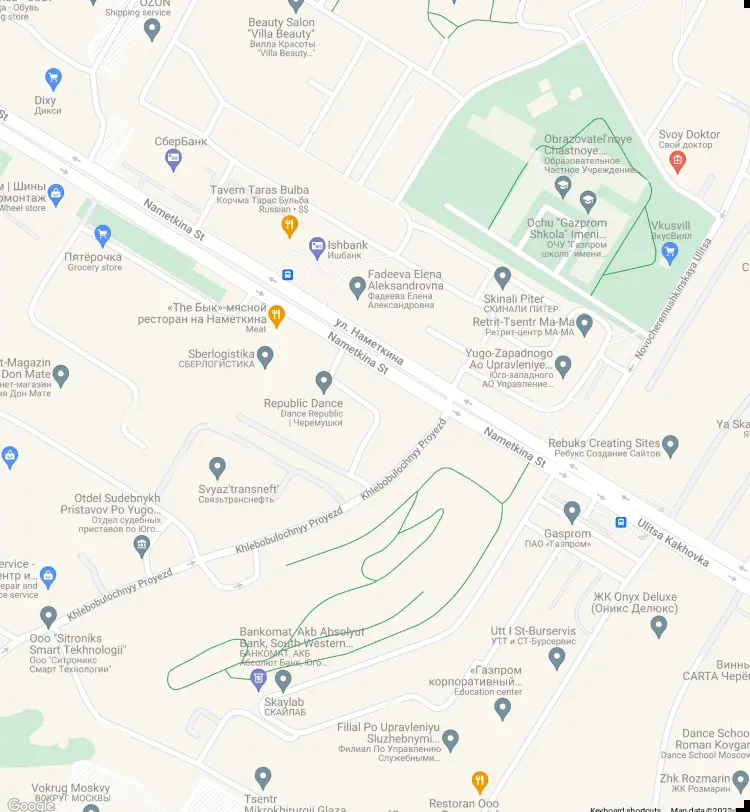 OZON
Shipping service
Beauty Salon
"Villa Beauty"
Вилла Красоты
"Villa Beauty...
Dixy
Дикси
СберБанк
Svoy Doktor
Свой доктор
Obrazovatel'noye
Chastnoye...
Образовательное
Частное Учреждение...
Шины
Wheel store
Tavern Taras Bulba
Корчма Тарас Бульба
Russian • $$
Nametkina St
Ochu "Gazprom
Shkola" Imeni...
ОЧУ "Газпром
школа" имени...
Vkusvill
ВкусВилл
Пятёрочка
Grocery store
Ishbank
Ишбанк
Fadeeva Elena
Aleksandrovna
Фадеева Елена
Александровна
Skinali Piter
СКИНАЛИ ПИТЕР
Novocheremushkinskaya Ulitsa
«The Бык»-мясной
ресторан на Наметкина
Meat
ул. Наметкина
Nametkina St
Retrit-Tsentr Ma-Ma
Ретрит-центр МА-МА
Sberlogistika
СБЕРЛОГИСТИКА
Yugo-Zapadnogo
Ao Upravleniye...
Юго-западного
АО Управление...
t-Magazin
Don Mate
нет-магазин
ая Дон Мате
Republic Dance
Dance Republic
| Черемушки
Khlebobulochnyy Proyezd
Nametkina St
Rebuks Creating Sites
Ребукс Создание Сайтов
Ya Ska
Svyaz'transneft'
Связьтранснефть
Otdel Sudebnykh
Pristavov Po Yugo...
Отдел судебных
приставов по Юго...
Khlebobulochnyy Proyezd
Gasprom
ПАО «Газпром»
Ulitsa Kakhovka
ervice -
ентр и...
epair and
ce service
Khlebobulochnyy Proyezd
ЖК Onyx Deluxe
(Оникс Делюкс)
Ooo "Sitroniks
Smart Tekhnologii"
Ооо "Ситроникс
Смарт Технологии"
Bankomat, Akb Absolyut
Bank, South-Western...
БАНКОМАТ, АКБ
Абсолют Банк, Юго...
Utt I St-Burservis
УТТ и СТ-Бурсервис
«Газпром
корпоративный...
Education center
Винны
CARTA Черём
Skaylab
СКАЙЛАБ
Filial Po Upravleniyu
Sluzhebnymi...
Филиал По Управлению
Служебными...
Dance School
Roman Kovgar
Dance School Moscow
Vokrug Moskvy
ВОКРУГ МОСКВЫ
Tsentr
Mikrokhirurgii Glaza
Restoran Ooo
Zhk Rozmarin
ЖК Розмарин
Google
Keyboard shortcuts
Map data ©2022